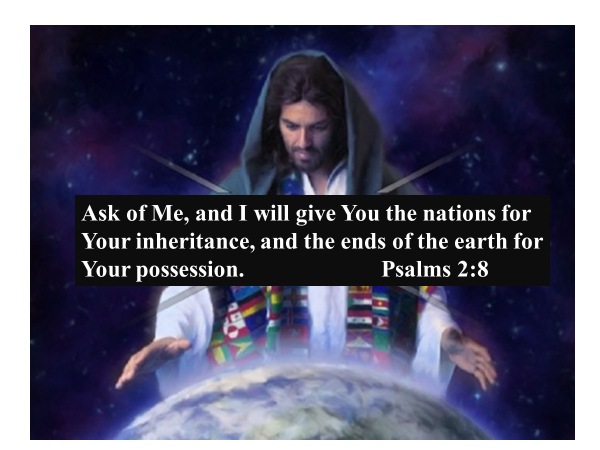 Ask of Me, and I will give You the nations for
Your inheritance, and the ends of the earth for
Your possession. Psalms 2:8